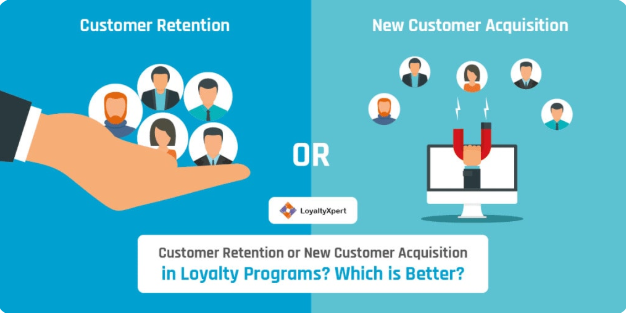 Customer Retention
New Customer Acquisition
OR
LoyaltyXpert
Customer Retention or New Customer Acquisition
in Loyalty Programs? Which is Better?